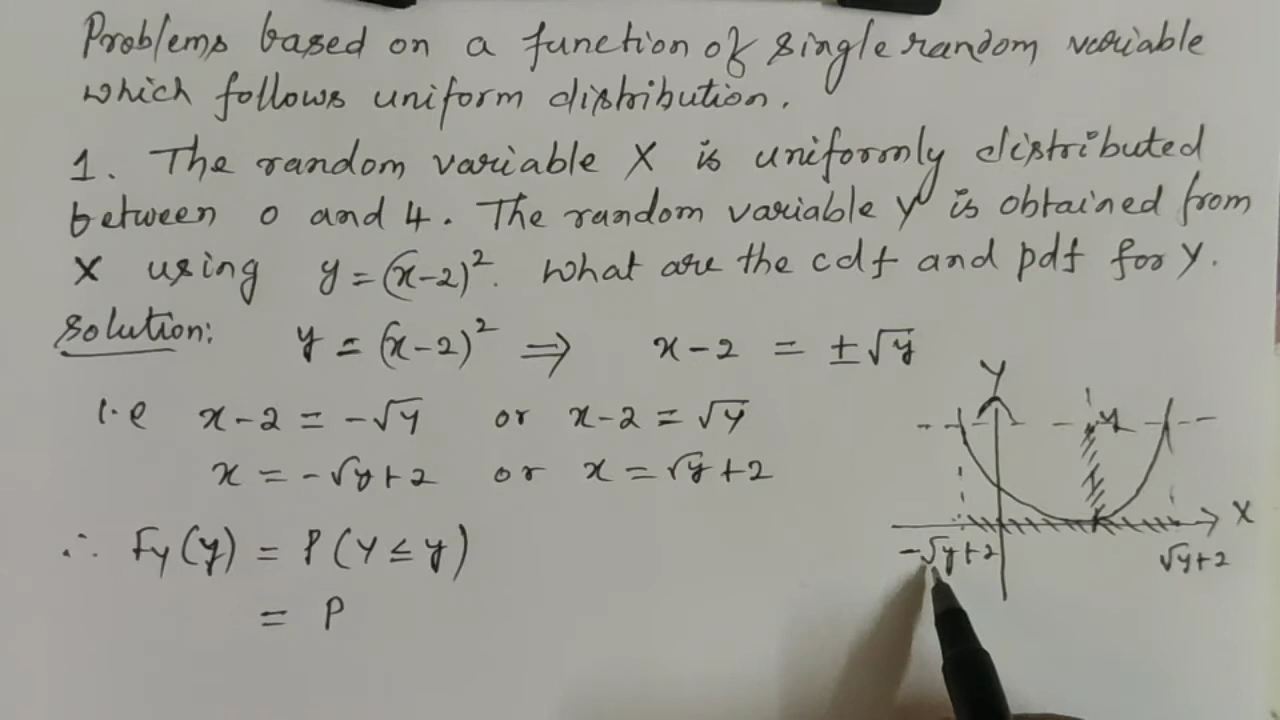 Problems based on a function of single random variable
which follows uniform distribution.
1. The random variable X is uniformly distributed
between 0 and 4. The random variable Y is obtained from
X using y = (x-2)². What are the cdf and pdf for Y.
Solution: y = (x-2)² ⇒ x-2 = ±√y
i.e x-2 = -√y or x-2 = √y
x = -√y+2 or x = √y+2
∴ Fy(y) = P(Y ≤ y)
= P
Y
y
X
-√y+2
√y+2